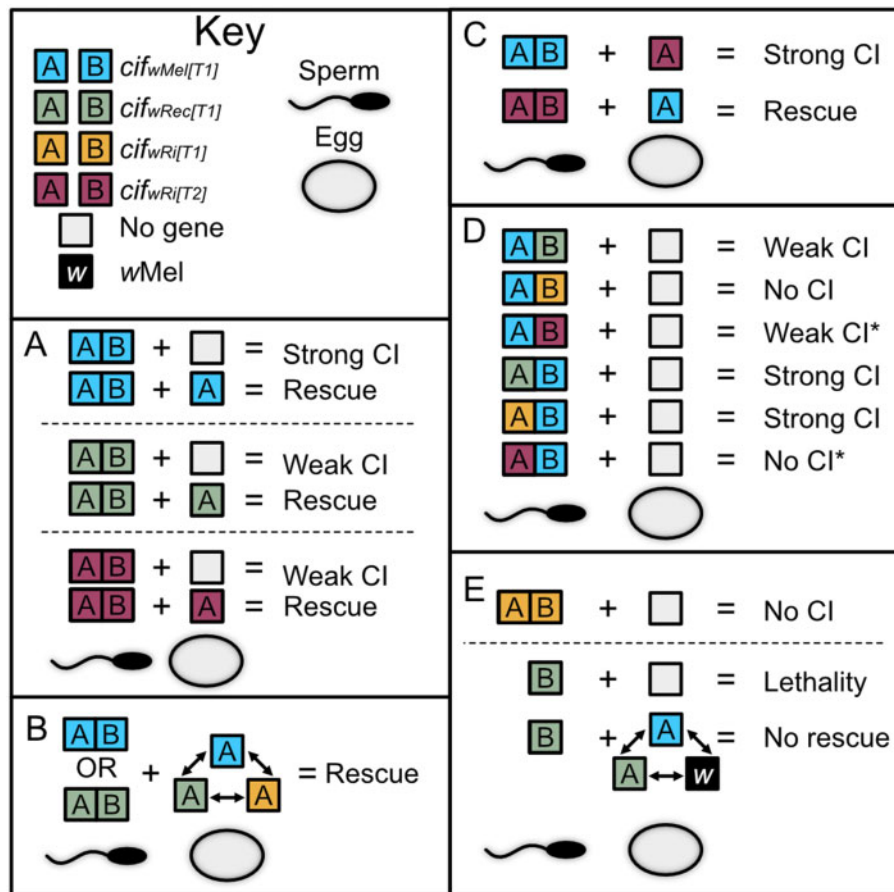 Key
A B cifwMel[T1]
A B cifwRec[T1]
A B cifwRi[T1]
A B cifwRi[T2]
No gene
w wMel
Sperm
Egg
A
A B + = Strong CI
A B + A = Rescue
A B + = Weak CI
A B + A = Rescue
A B + = Weak CI
A B + A = Rescue
B
A B
OR
A B
+
A
A A
= Rescue
C
A B + A = Strong CI
A B + A = Rescue
D
A B + = Weak CI
A B + = No CI
A B + = Weak CI*
A B + = Strong CI
A B + = Strong CI
A B + = No CI*
E
A B + = No CI
B + = Lethality
B + A = No rescue
A w